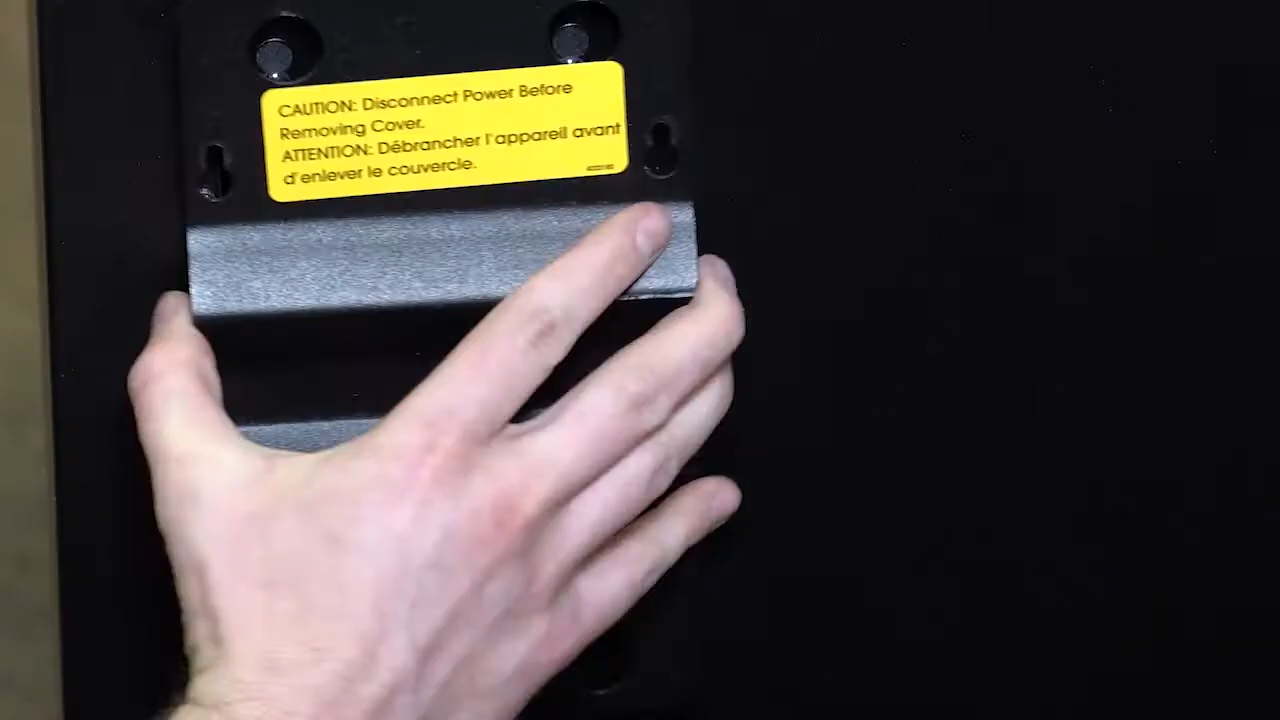 CAUTION: Disconnect Power Before
Removing Cover.
ATTENTION: Débrancher l'appareil avant
d'enlever le couvercle.